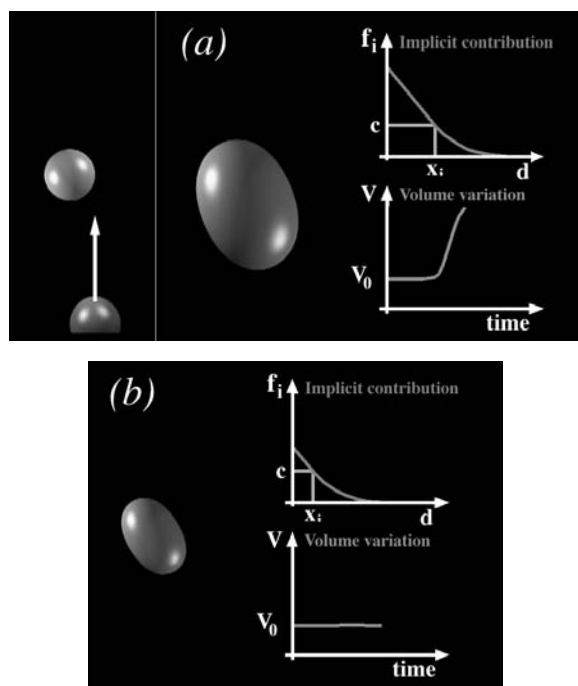 (a)
fi Implicit contribution
c
xi d
V Volume variation
V0
time
(b)
fi Implicit contribution
c
xi d
V Volume variation
V0
time